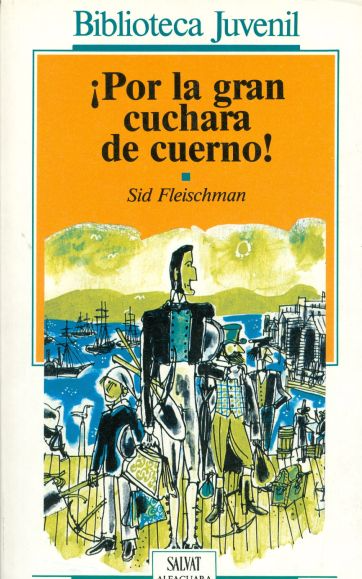 Biblioteca Juvenil
¡Por la gran
cuchara
de cuerno!
Sid Fleischman
SALVAT
ALFAGUARA